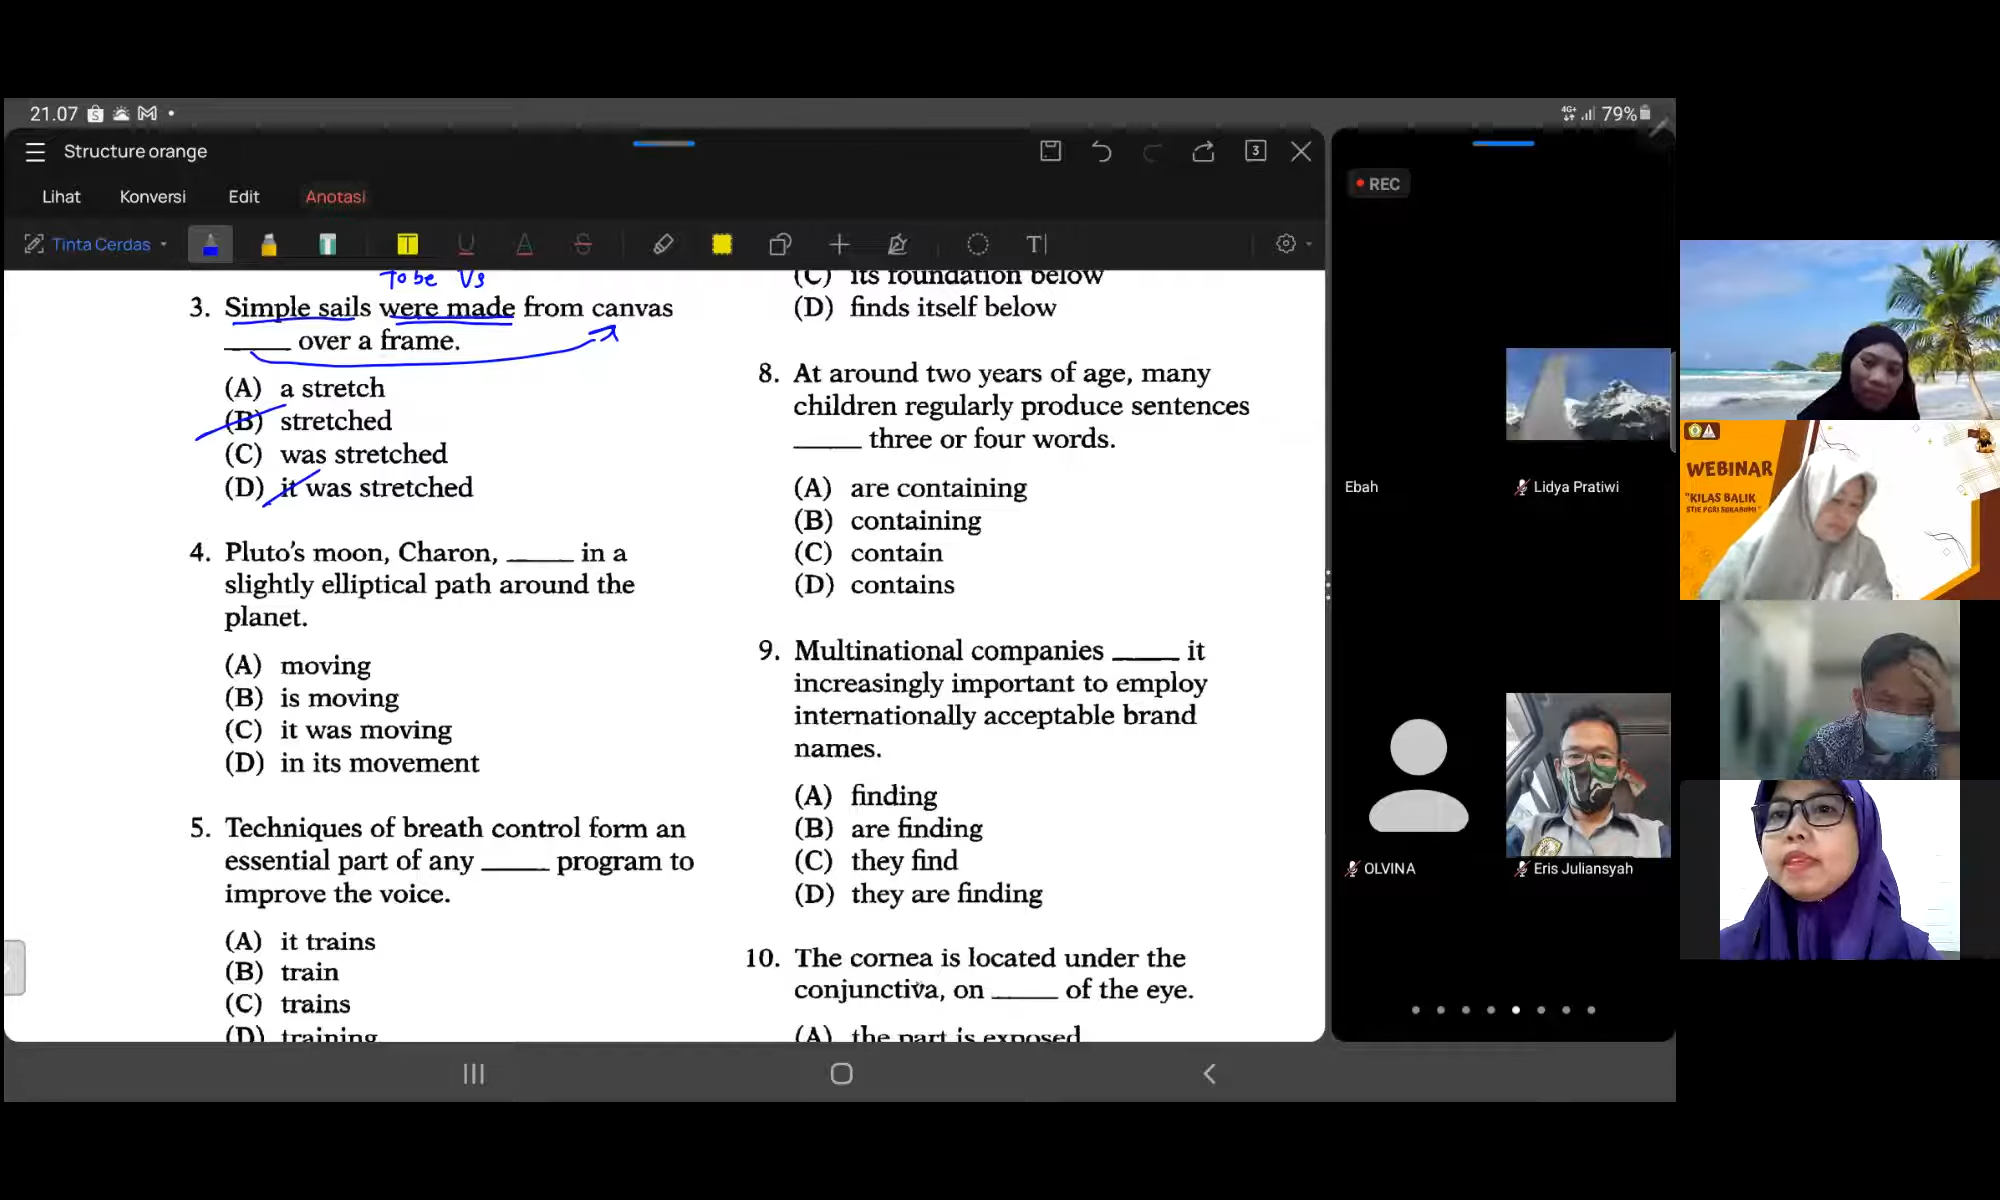 21.07
4G+
79%
Structure orange
3
Lihat Konversi Edit Anotasi
Tinta Cerdas
REC
To be V3
3. Simple sails were made from canvas
_____ over a frame.
(A) a stretch
(B) stretched
(C) was stretched
(D) it was stretched
4. Pluto's moon, Charon, _____ in a
slightly elliptical path around the
planet.
(A) moving
(B) is moving
(C) it was moving
(D) in its movement
5. Techniques of breath control form an
essential part of any _____ program to
improve the voice.
(A) it trains
(B) train
(C) trains
(D) training
(C) its foundation below
(D) finds itself below
8. At around two years of age, many
children regularly produce sentences
_____ three or four words.
(A) are containing
(B) containing
(C) contain
(D) contains
9. Multinational companies _____ it
increasingly important to employ
internationally acceptable brand
names.
(A) finding
(B) are finding
(C) they find
(D) they are finding
10. The cornea is located under the
conjunctiva, on _____ of the eye.
(A) the part is exposed
Ebah
Lidya Pratiwi
OLVINA
Eris Juliansyah
WEBINAR
"KILAS BALIK
STIE PGRI SUKABUMI"